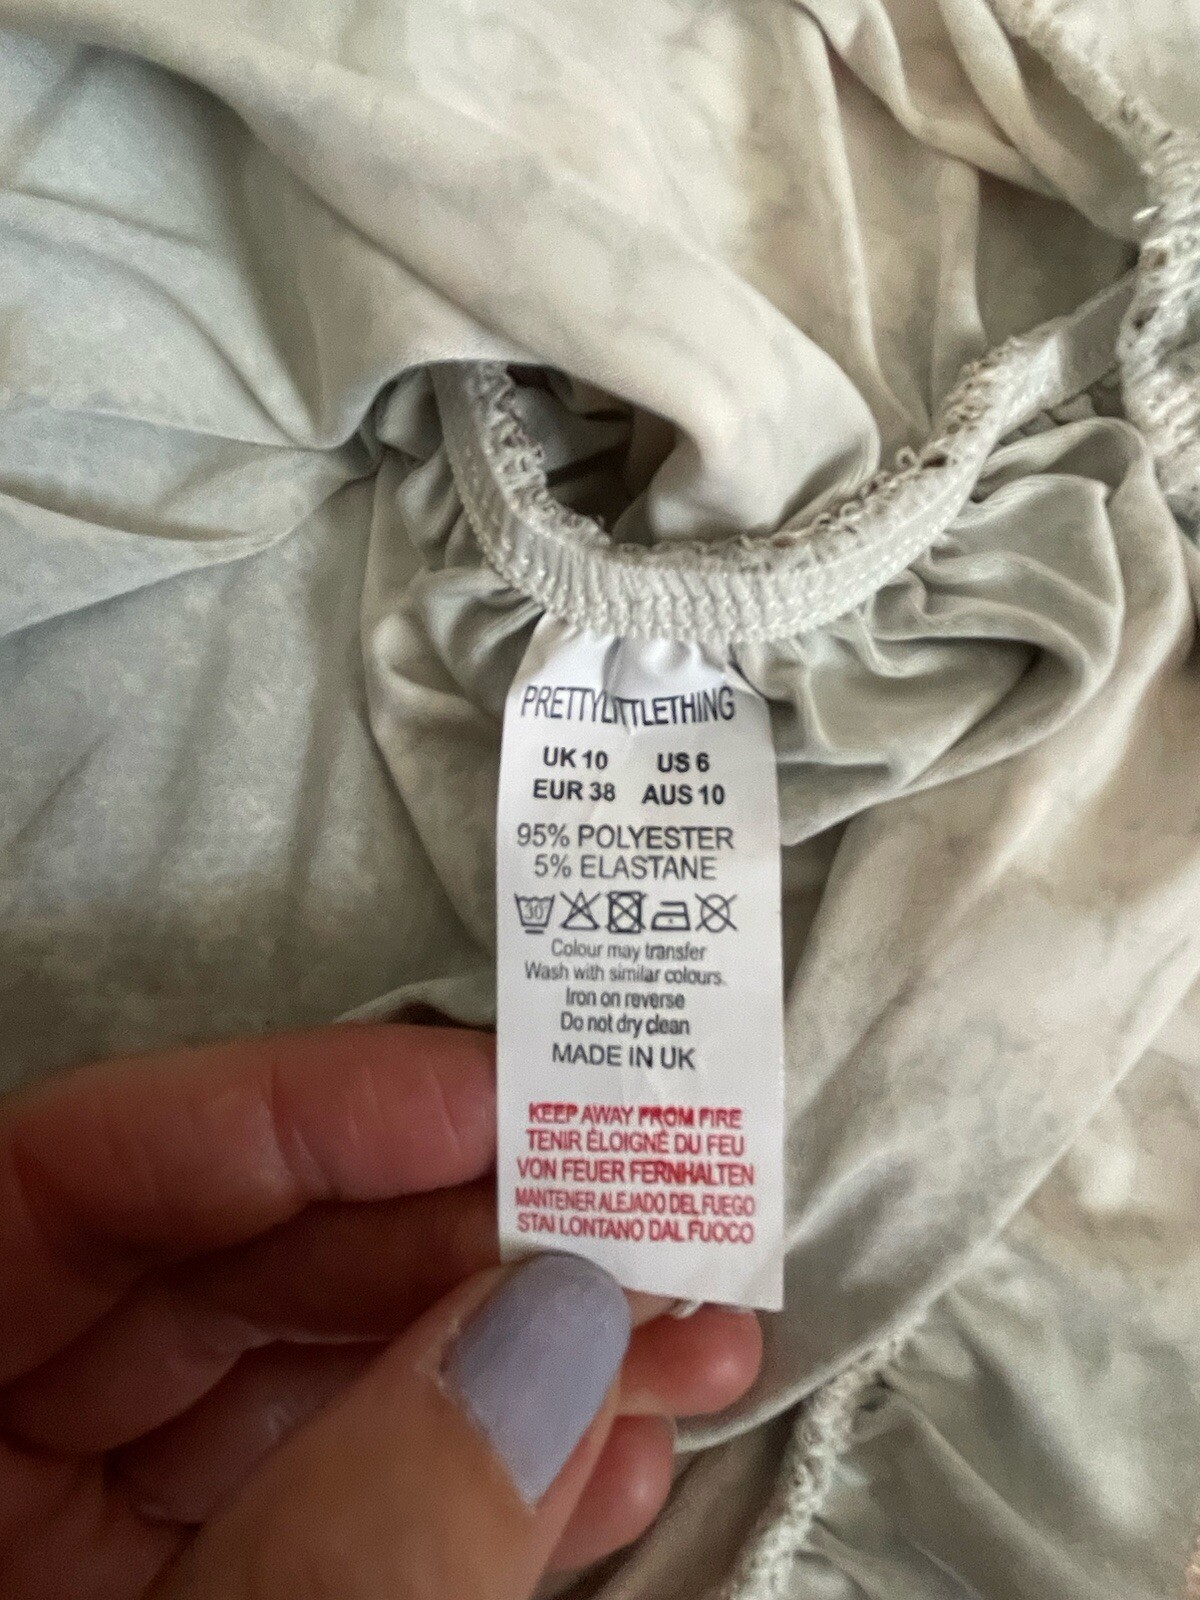 PRETTYLITTLETHING
UK 10 US 6
EUR 38 AUS 10
95% POLYESTER
5% ELASTANE
30
Colour may transfer
Wash with similar colours.
Iron on reverse
Do not dry clean
MADE IN UK
KEEP AWAY FROM FIRE
TENIR ÉLOIGNÉ DU FEU
VON FEUER FERNHALTEN
MANTENER ALEJADO DEL FUEGO
STAI LONTANO DAL FUOCO